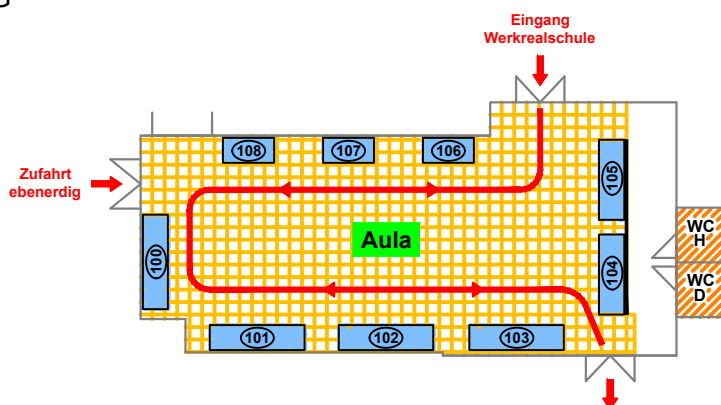 Eingang
Werkrealschule
108
107
106
105
Zufahrt
ebenerdig
Aula
100
104
WC
H
WC
D
101
102
103